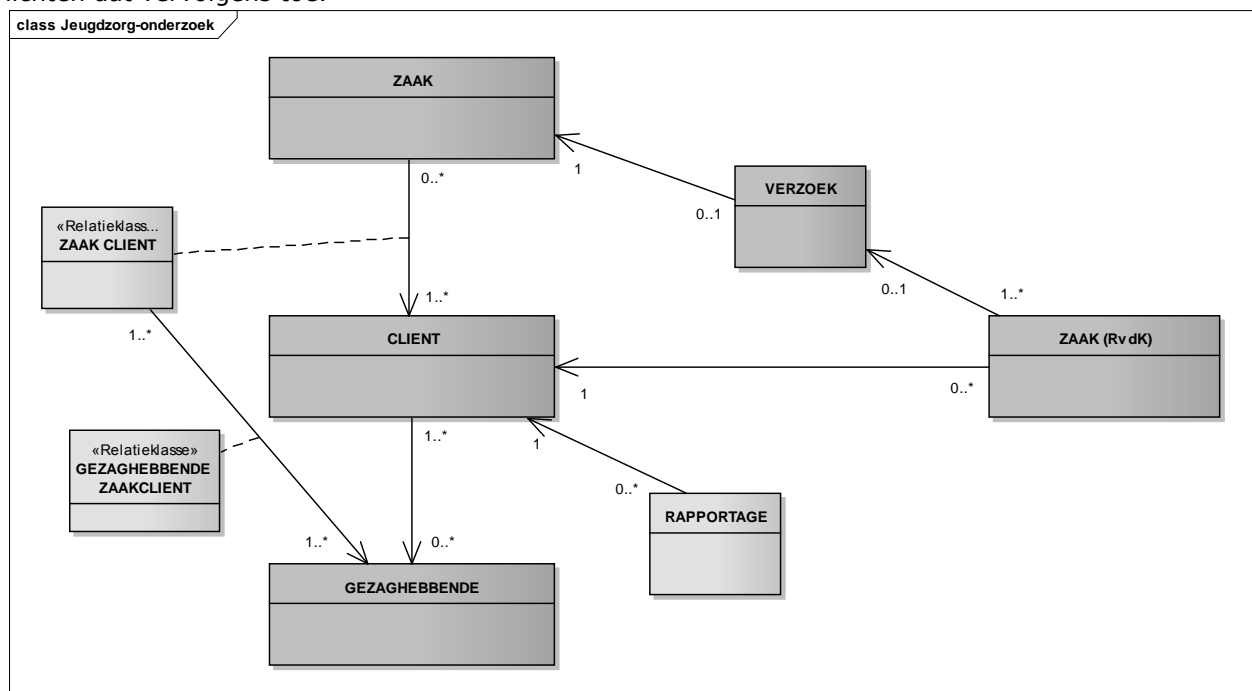 class Jeugdzorg-onderzoek
ZAAK
1
VERZOEK
0..*
0..1
«Relatieklass...
ZAAK CLIENT
0..1
1..*
1..*
1..*
CLIENT
ZAAK (RvdK)
1
0..*
1..*
1
«Relatieklasse»
GEZAGHEBBENDE
ZAAKCLIENT
0..*
RAPPORTAGE
1..*
0..*
GEZAGHEBBENDE